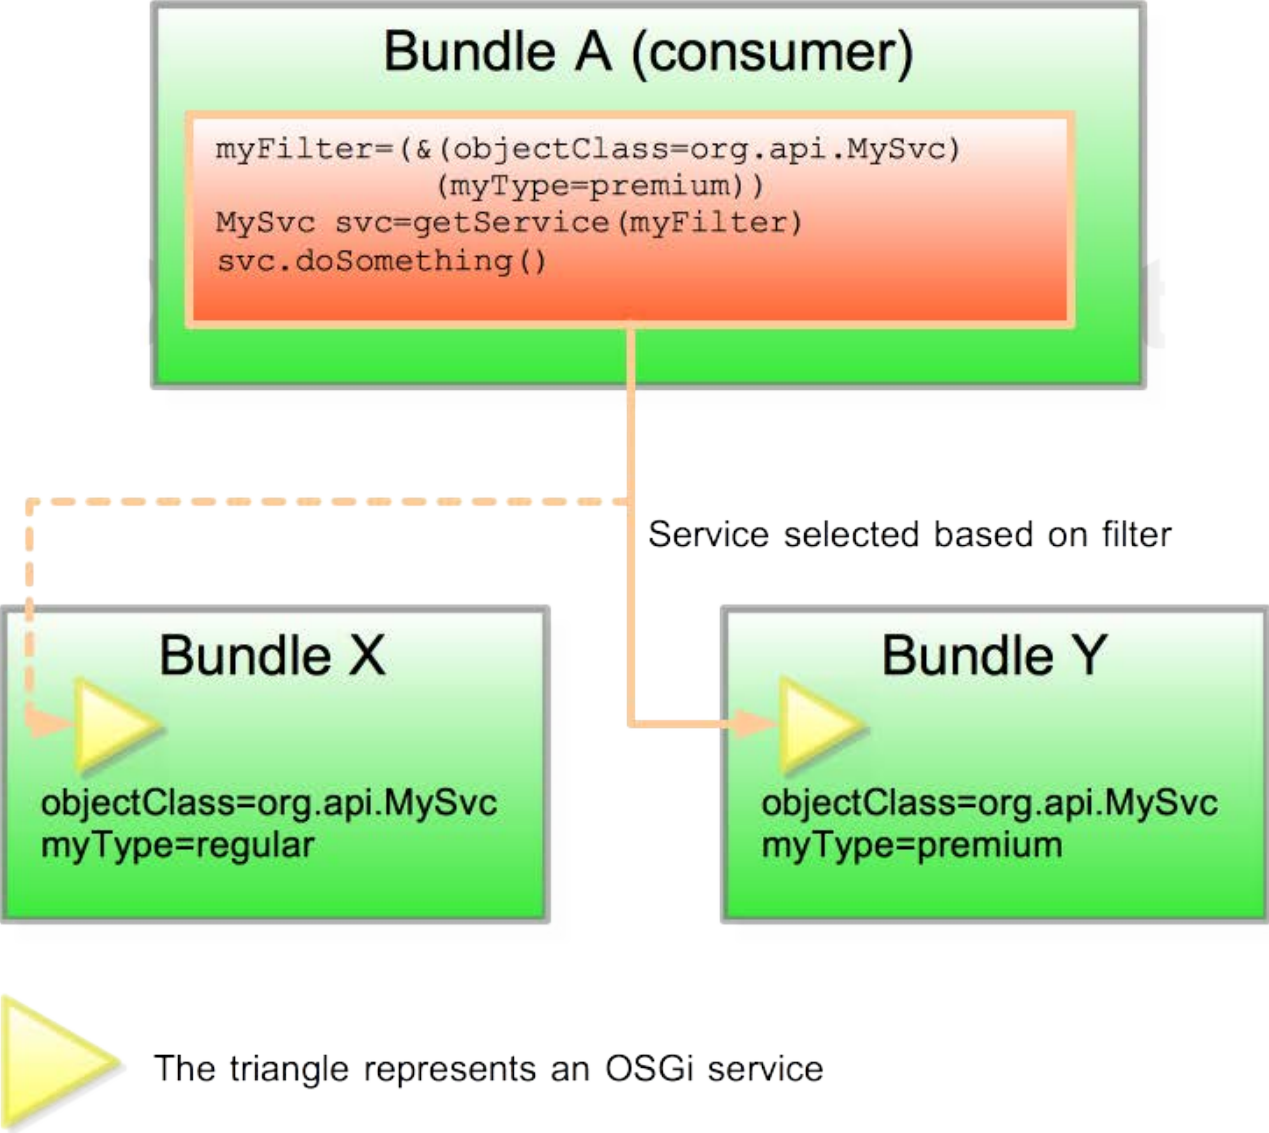 Bundle A (consumer)
myFilter=(&(objectClass=org.api.MySvc)
(myType=premium))
MySvc svc=getService(myFilter)
svc.doSomething()
Service selected based on filter
Bundle X
objectClass=org.api.MySvc
myType=regular
Bundle Y
objectClass=org.api.MySvc
myType=premium
The triangle represents an OSGi service